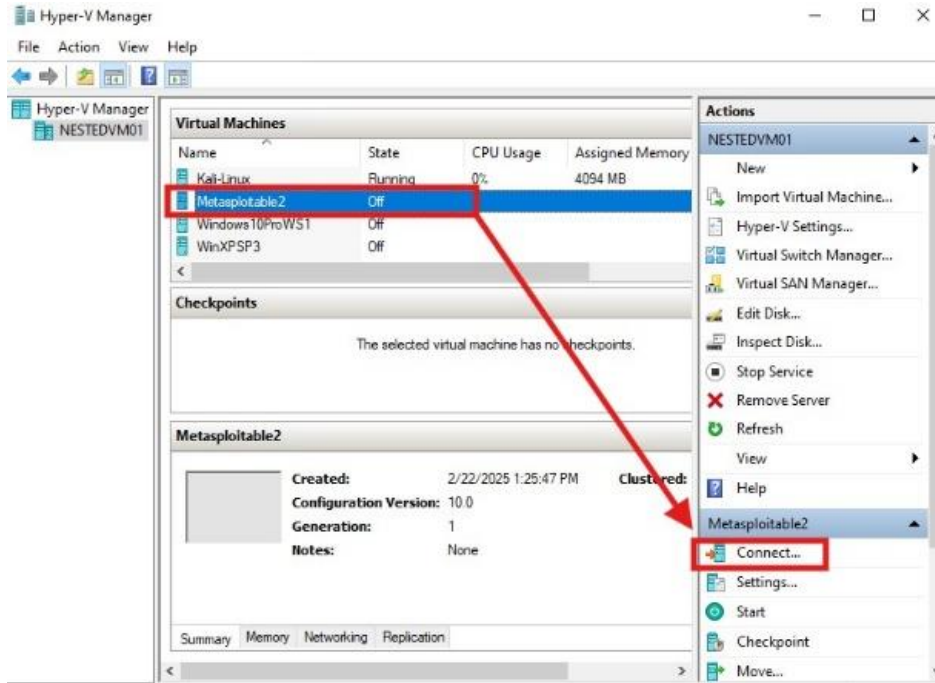 Hyper-V Manager
File Action View Help
Hyper-V Manager
NESTEDVM01
Virtual Machines
Name State CPU Usage Assigned Memory
Kali-Linux Running 0% 4094 MB
Metasploitable2 Off
Windows10ProWS1 Off
WinXPSP3 Off
Checkpoints
The selected virtual machine has no checkpoints.
Metasploitable2
Created: 2/22/2025 1:25:47 PM Clustered:
Configuration Version: 10.0
Generation: 1
Notes: None
Summary Memory Networking Replication
Actions
NESTEDVM01
New
Import Virtual Machine...
Hyper-V Settings...
Virtual Switch Manager...
Virtual SAN Manager...
Edit Disk...
Inspect Disk...
Stop Service
Remove Server
Refresh
View
Help
Metasploitable2
Connect...
Settings...
Start
Checkpoint
Move...